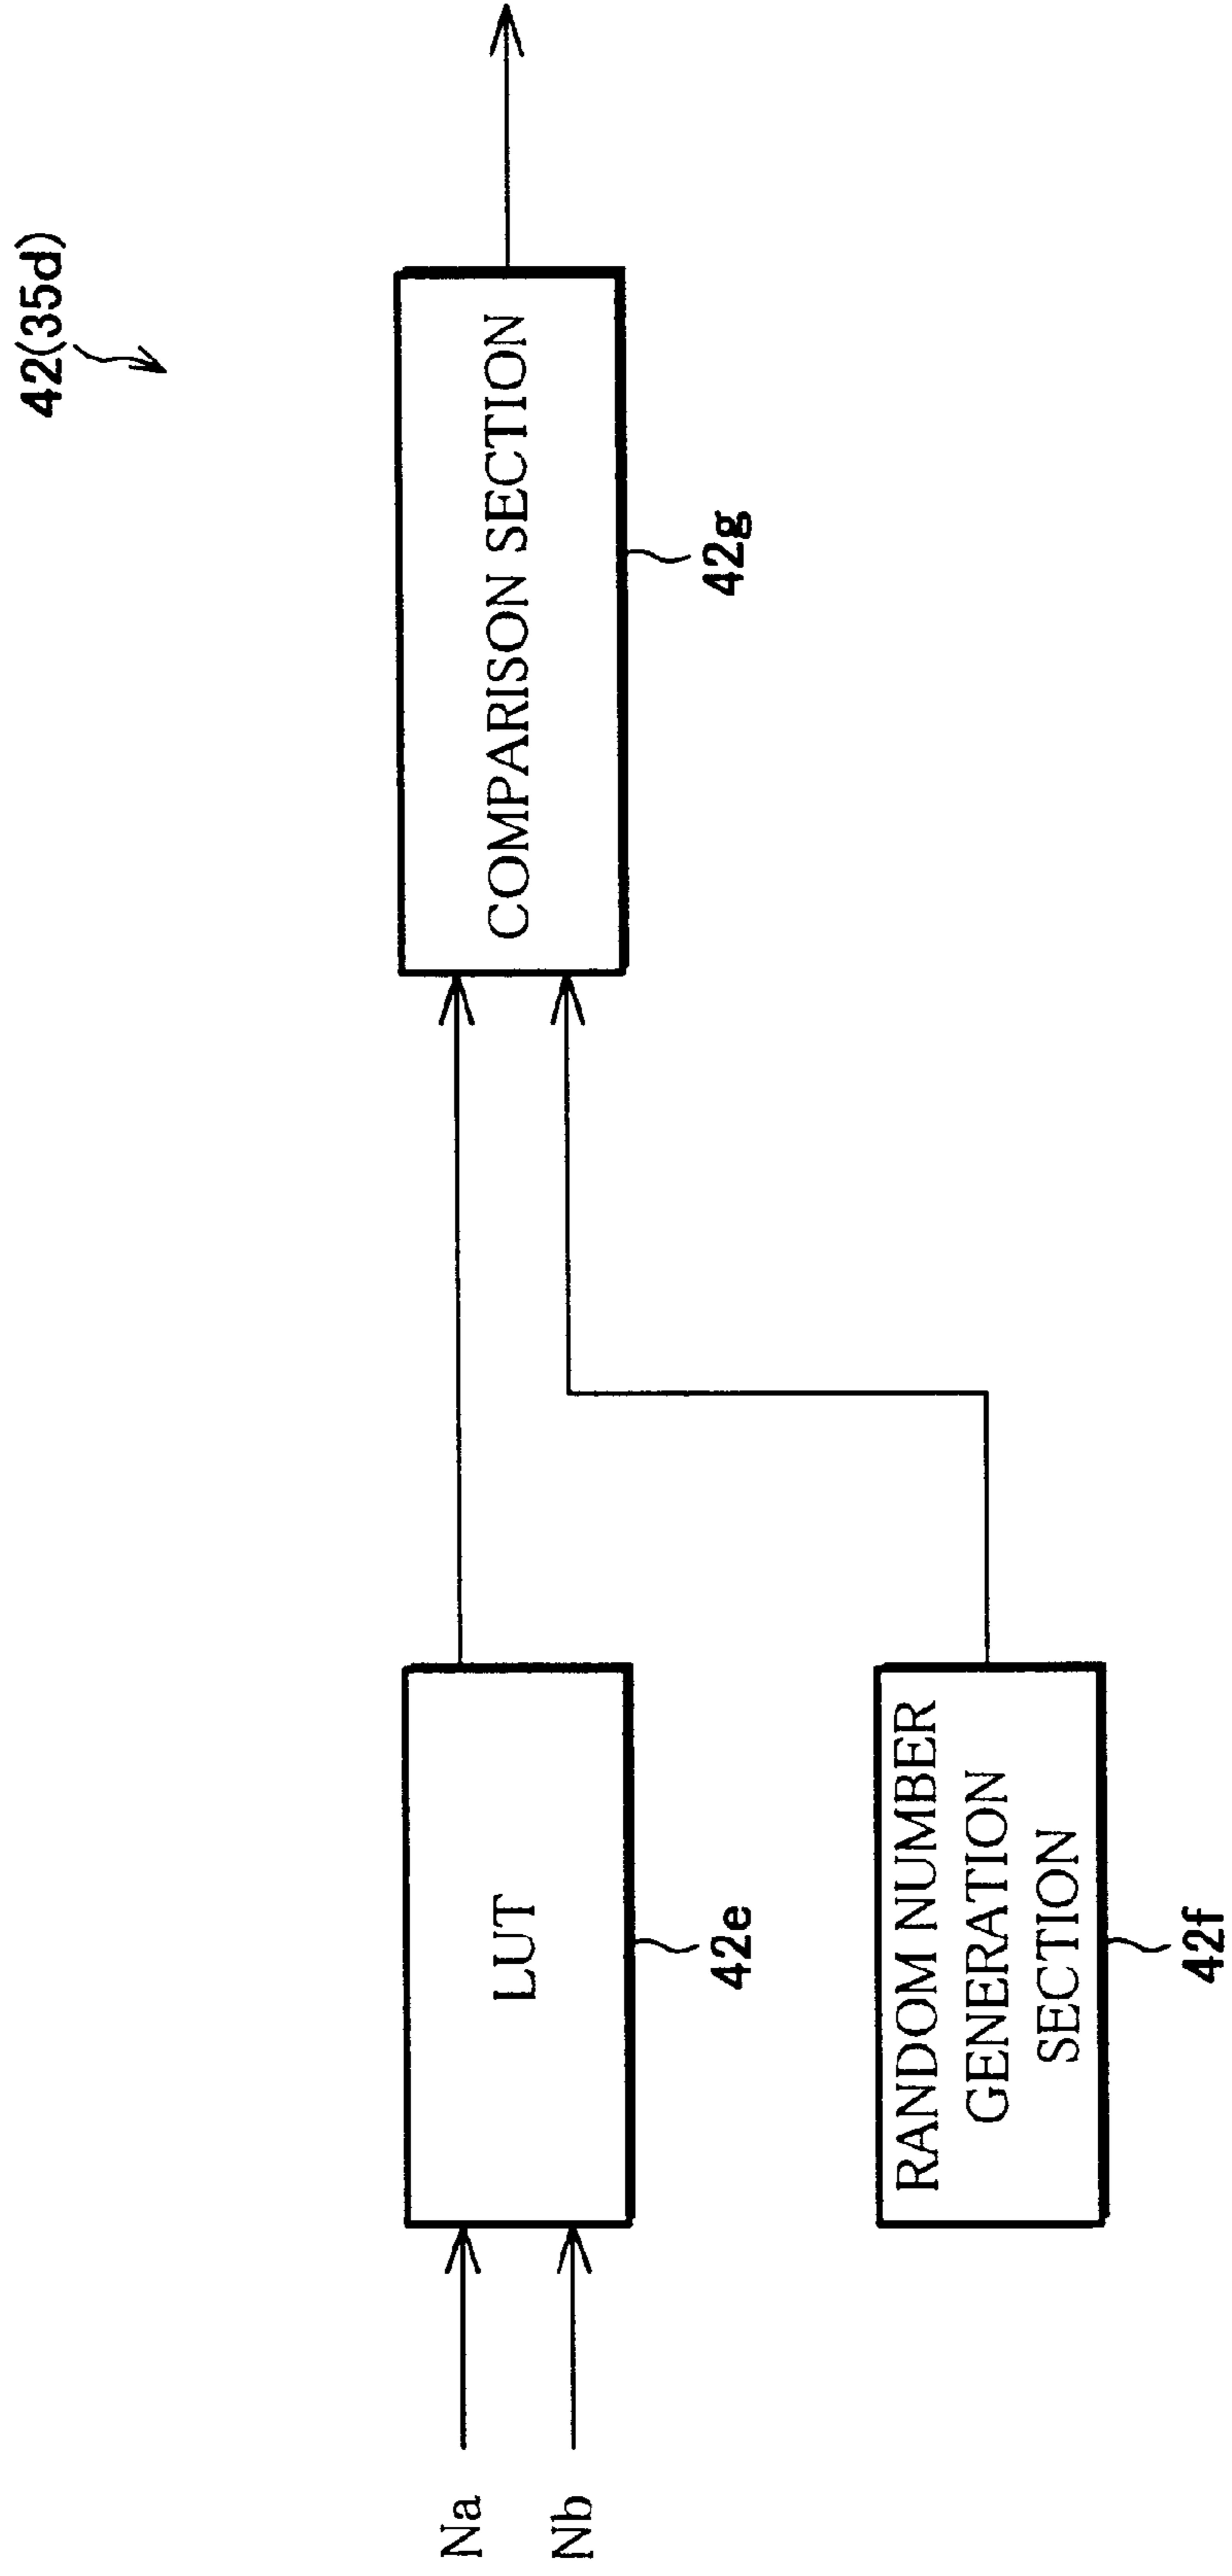 42(35d)
Na
Nb
LUT
42e
COMPARISON SECTION
42g
RANDOM NUMBER
GENERATION
SECTION
42f